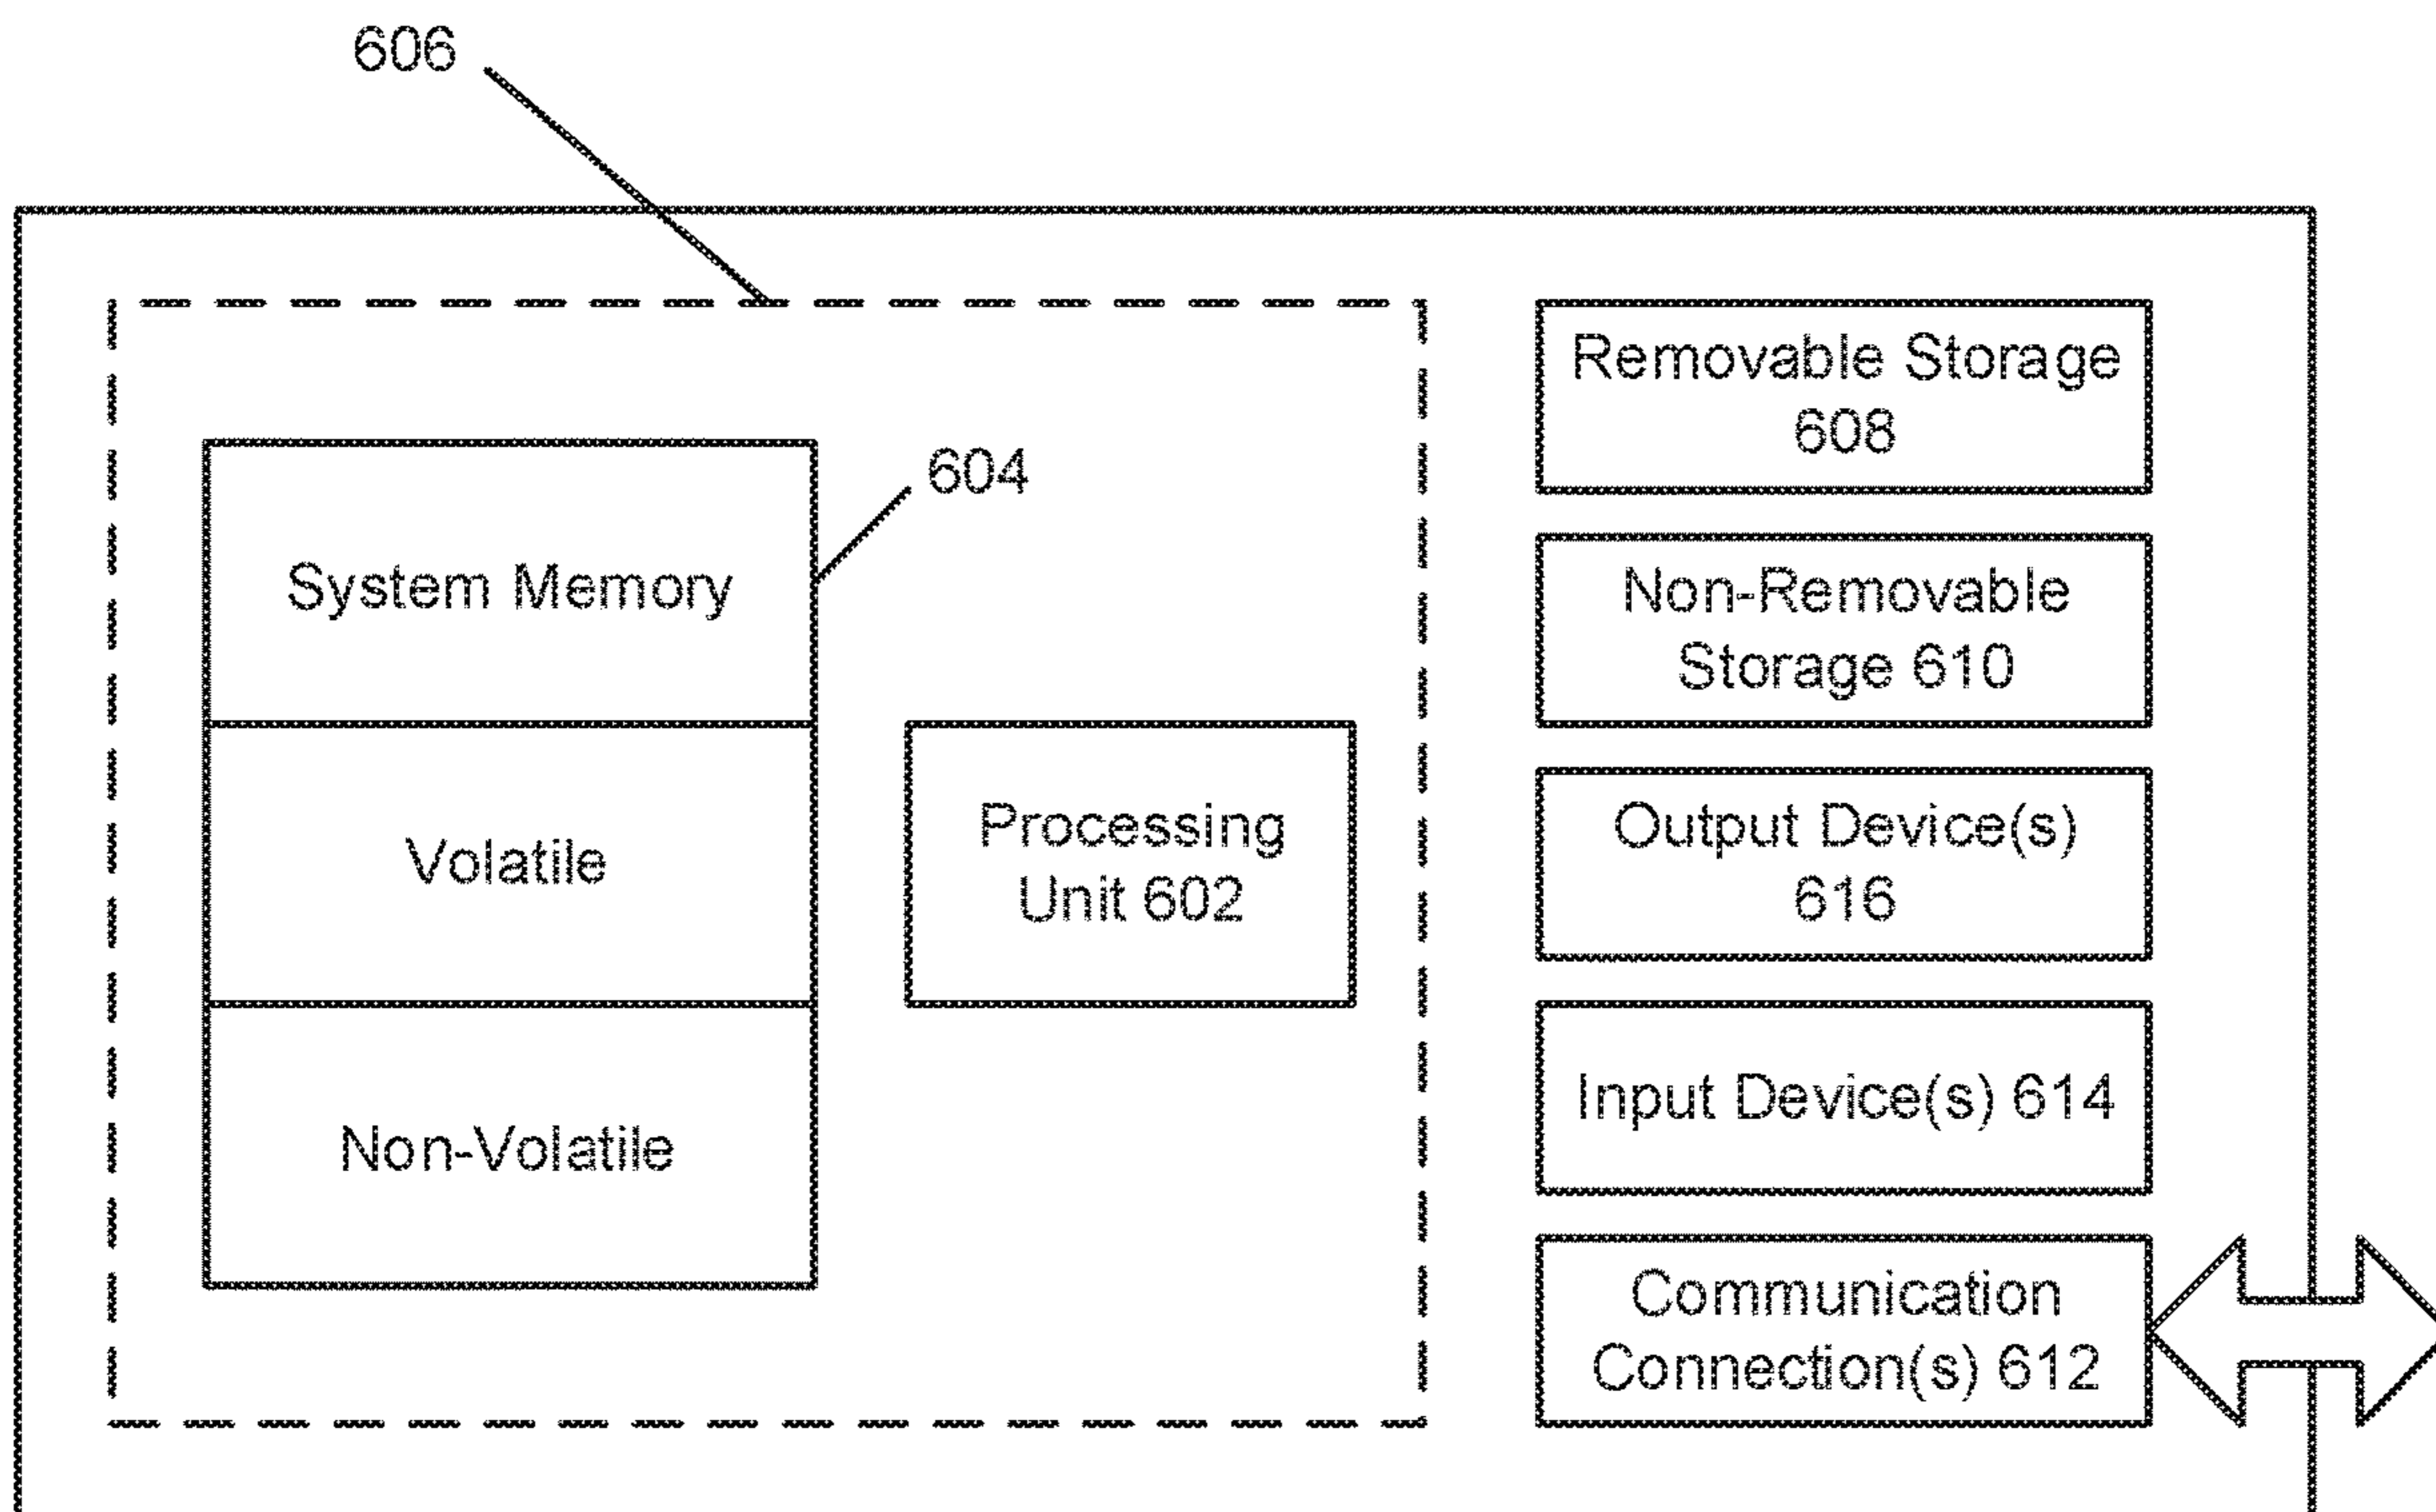 606
604
System Memory
Volatile
Non-Volatile
Processing
Unit 602
Removable Storage
608
Non-Removable
Storage 610
Output Device(s)
616
Input Device(s) 614
Communication
Connection(s) 612